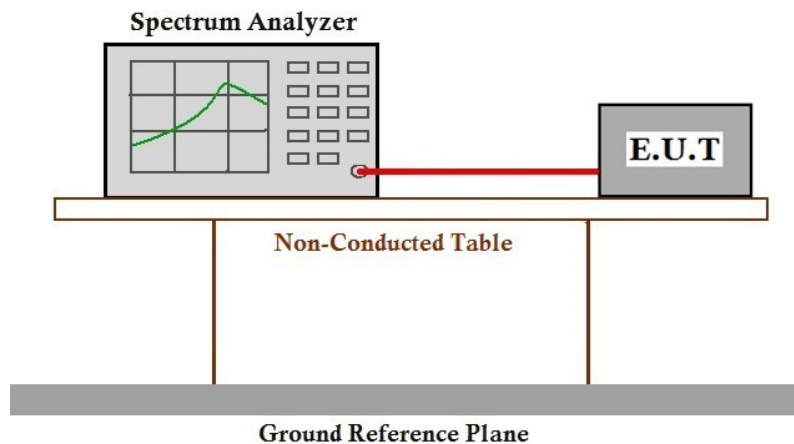 Spectrum Analyzer
E.U.T
Non-Conducted Table
Ground Reference Plane